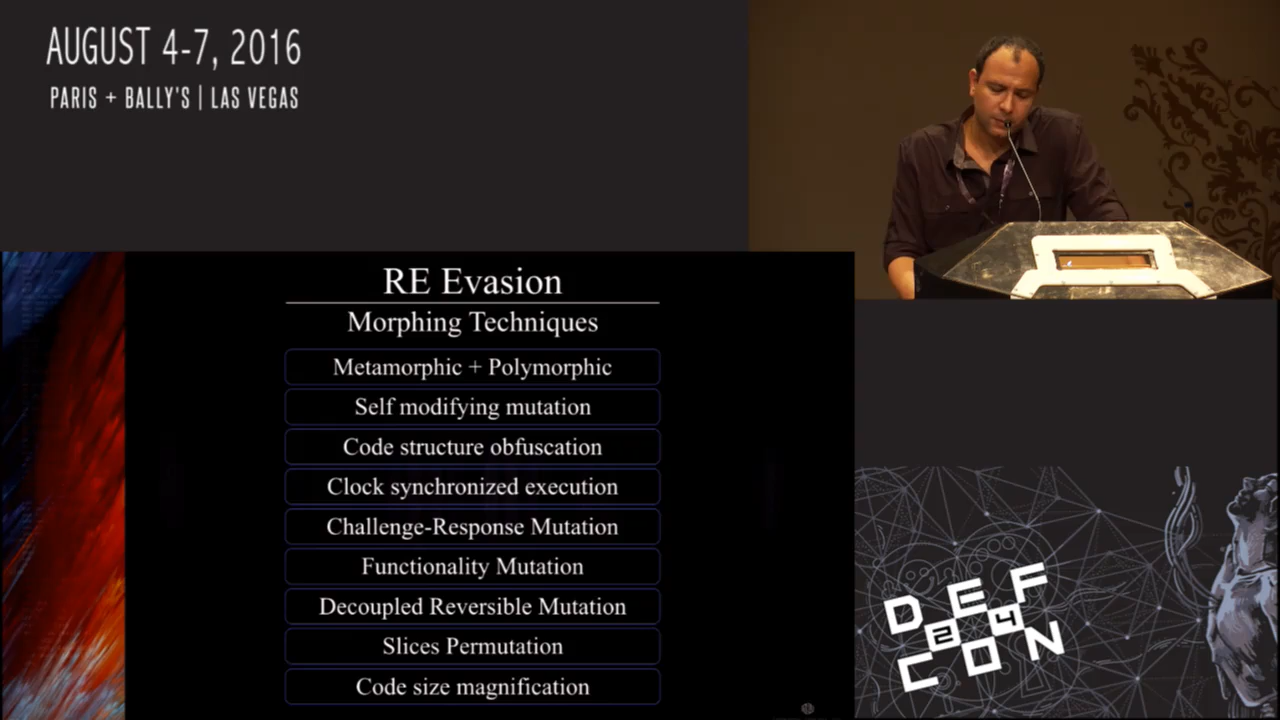 AUGUST 4-7, 2016
PARIS + BALLY'S | LAS VEGAS
RE Evasion
Morphing Techniques
Metamorphic + Polymorphic
Self modifying mutation
Code structure obfuscation
Clock synchronized execution
Challenge-Response Mutation
Functionality Mutation
Decoupled Reversible Mutation
Slices Permutation
Code size magnification
DEF
24
CON